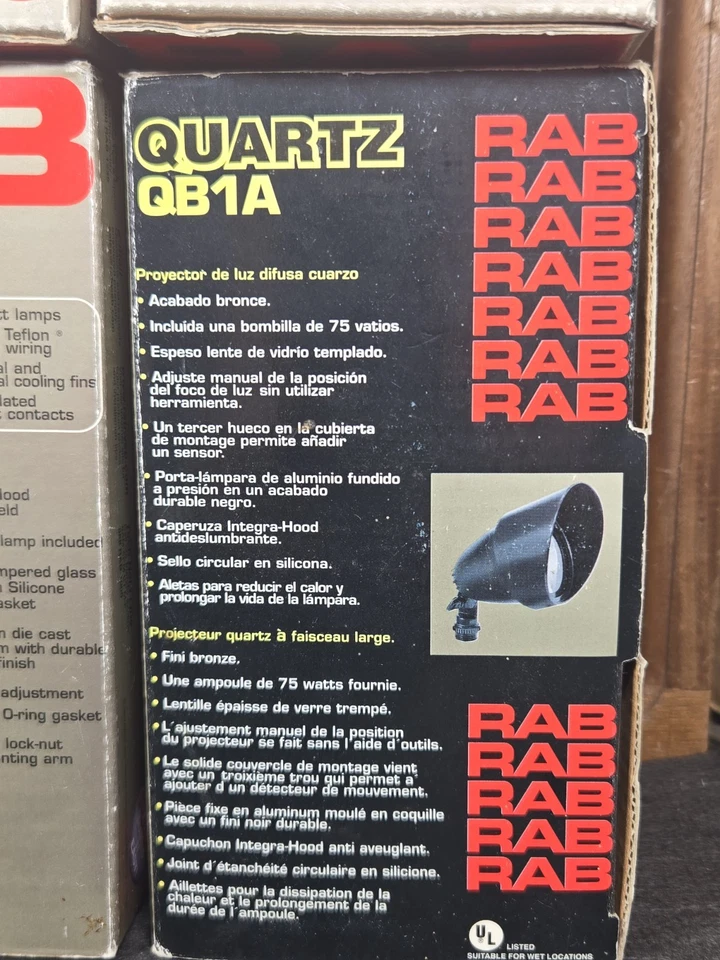 B
tt lamps
Teflon ®
wiring
al and
al cooling fins
lated
t contacts
lood
eld
lamp included
mpered glass
Silicone
asket
n die cast
m with durable
finish
adjustment
O-ring gasket
lock-nut
nting arm
QUARTZ
QB1A
RAB
RAB
RAB
RAB
RAB
RAB
RAB
Proyector de luz difusa cuarzo
• Acabado bronce.
• Incluída una bombilla de 75 vatios.
• Espeso lente de vidrío templado.
• Adjuste manual de la posición
del foco de luz sin utilizar
herramienta.
• Un tercer hueco en la cubierta
de montage permite añadir
un sensor.
• Porta-lámpara de aluminio fundido
a presión en un acabado
durable negro.
• Caperuza Integra-Hood
antideslumbrante.
• Sello circular en silicona.
• Aletas para reducir el calor y
prolongar la vida de la lámpara.
Projecteur quartz à faisceau large.
• Fini bronze.
• Une ampoule de 75 watts fournie.
• Lentille épaisse de verre trempé.
• L'ajustement manuel de la position
du projecteur se fait sans l'aide d'outils.
• Le solide couvercle de montage vient
avec un troixième trou qui permet a'
ajouter d un détecteur de mouvement.
• Pièce fixe en aluminum moulé en coquille
avec un fini noir durable.
• Capuchon Integra-Hood anti aveuglant.
• Joint d'étanchéité circulaire en silicione.
• Aillettes pour la dissipation de la
chaleur et le prolongement de la
durée de l'ampoule.
RAB
RAB
RAB
RAB
RAB
UL LISTED
SUITABLE FOR WET LOCATIONS